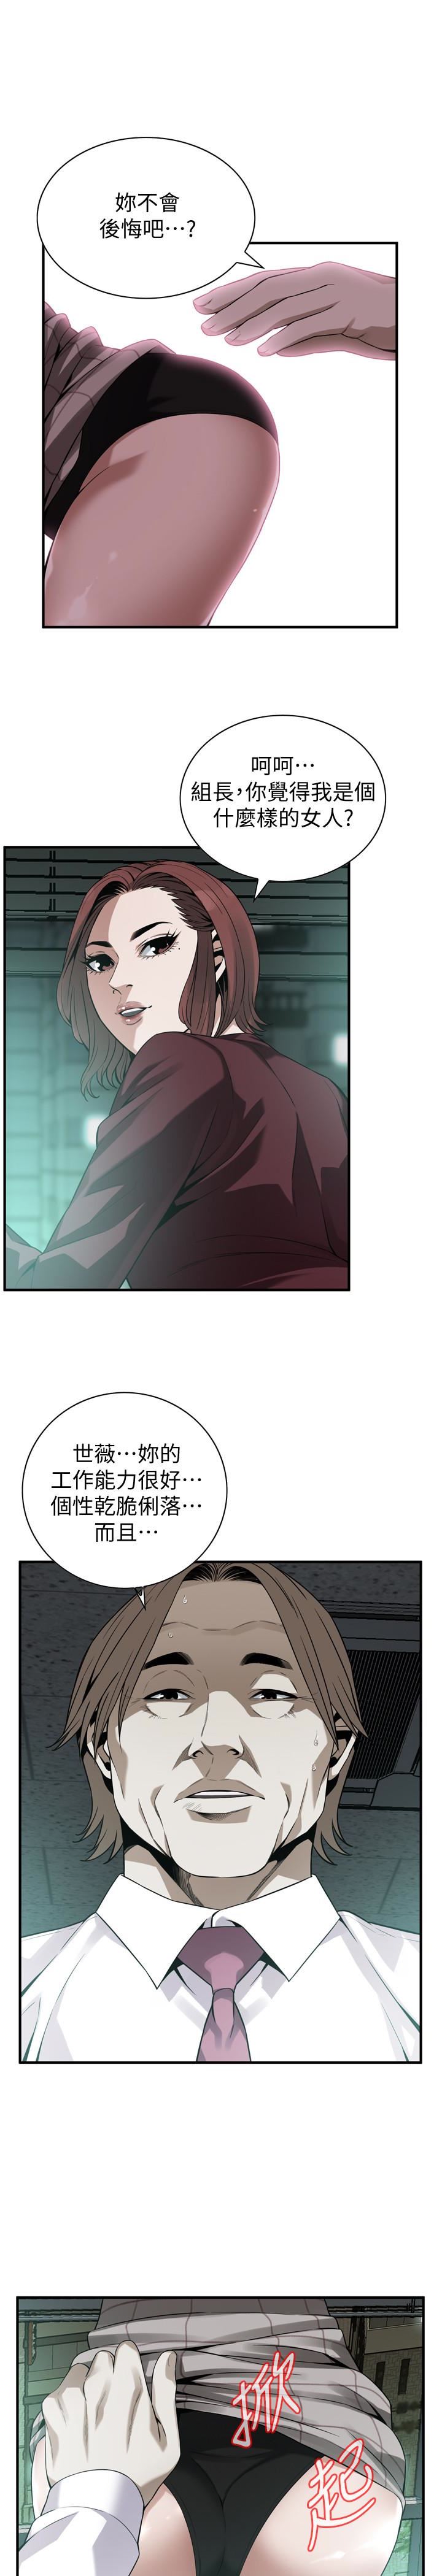 妳不會
後悔吧⋯?
呵呵⋯
組長,你覺得我是個
什麼樣的女人?
世薇⋯妳的
工作能力很好⋯
個性乾脆俐落⋯
而且⋯
掀
起